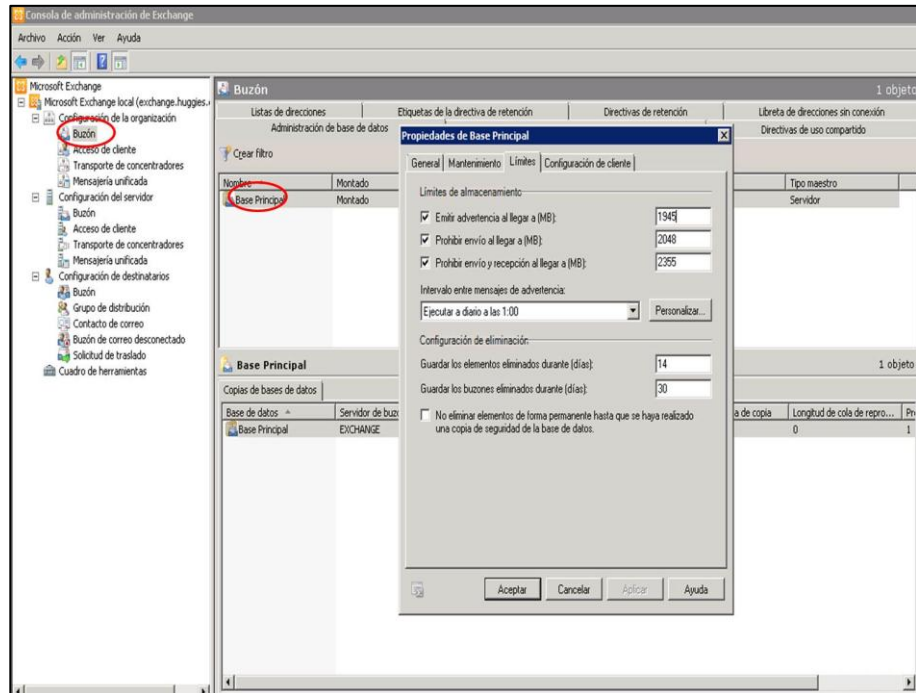 Consola de administración de Exchange
Archivo Acción Ver Ayuda
Microsoft Exchange
Microsoft Exchange local (exchange.huggies.
Configuración de la organización
Buzón
Acceso de cliente
Transporte de concentradores
Mensajería unificada
Configuración del servidor
Buzón
Acceso de cliente
Transporte de concentradores
Mensajería unificada
Configuración de destinatarios
Buzón
Grupo de distribución
Contacto de correo
Buzón de correo desconectado
Solicitud de traslado
Cuadro de herramientas
Buzón 1 objeto
Listas de direcciones Etiquetas de la directiva de retención Directivas de retención Libreta de direcciones sin conexión
Administración de base de datos Directivas de uso compartido
Crear filtro
Nombre Montado Tipo maestro
Base Principal Montado Servidor
Propiedades de Base Principal
General Mantenimiento Límites Configuración de cliente
Límites de almacenamiento
Emitir advertencia al llegar a (MB): 1945
Prohibir envío al llegar a (MB): 2048
Prohibir envío y recepción al llegar a (MB): 2355
Intervalo entre mensajes de advertencia:
Ejecutar a diario a las 1:00 Personalizar...
Configuración de eliminación:
Guardar los elementos eliminados durante (días): 14
Guardar los buzones eliminados durante (días): 30
No eliminar elementos de forma permanente hasta que se haya realizado
una copia de seguridad de la base de datos.
Aceptar Cancelar Aplicar Ayuda
Base Principal 1 objeto
Copias de bases de datos
Base de datos Servidor de buzo a de copia Longitud de cola de repro... Pr
Base Principal EXCHANGE 0 1